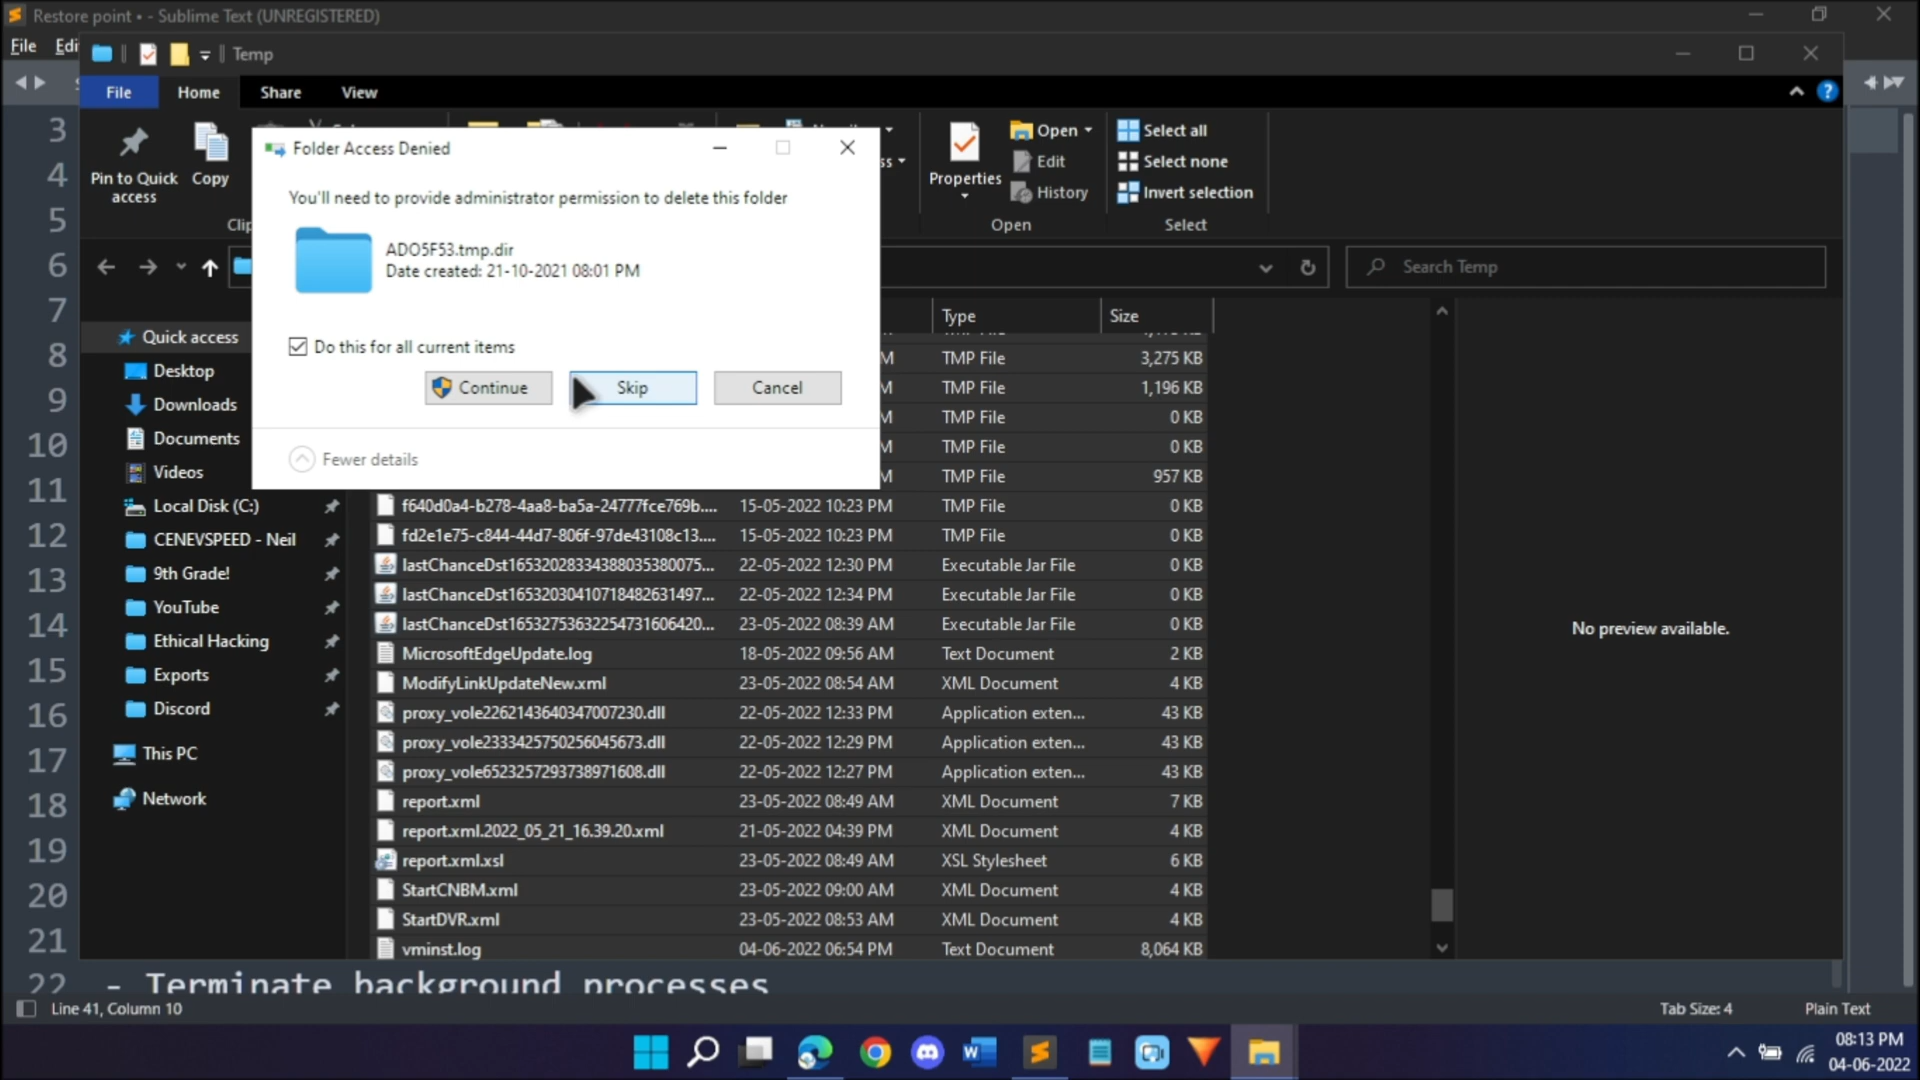 Restore point • - Sublime Text (UNREGISTERED)
File Edi
Temp
File Home Share View
Pin to Quick access
Copy
Properties
Open
Edit
History
Open
Select all
Select none
Invert selection
Select
Folder Access Denied
You'll need to provide administrator permission to delete this folder
ADO5F53.tmp.dir
Date created: 21-10-2021 08:01 PM
Do this for all current items
Continue Skip Cancel
Fewer details
Search Temp
Type Size
Quick access
Desktop
Downloads
Documents
Videos
Local Disk (C:)
CENEVSPEED - Neil
9th Grade!
YouTube
Ethical Hacking
Exports
Discord
This PC
Network
M TMP File 3,275 KB
M TMP File 1,196 KB
M TMP File 0 KB
M TMP File 0 KB
M TMP File 957 KB
f640d0a4-b278-4aa8-ba5a-24777fce769b.... 15-05-2022 10:23 PM TMP File 0 KB
fd2e1e75-c844-44d7-806f-97de43108c13.... 15-05-2022 10:23 PM TMP File 0 KB
lastChanceDst16532028334388035380075... 22-05-2022 12:30 PM Executable Jar File 0 KB
lastChanceDst16532030410718482631497... 22-05-2022 12:34 PM Executable Jar File 0 KB
lastChanceDst16532753632254731606420... 23-05-2022 08:39 AM Executable Jar File 0 KB
MicrosoftEdgeUpdate.log 18-05-2022 09:56 AM Text Document 2 KB
ModifyLinkUpdateNew.xml 23-05-2022 08:54 AM XML Document 4 KB
proxy_vole2262143640347007230.dll 22-05-2022 12:33 PM Application exten... 43 KB
proxy_vole2333425750256045673.dll 22-05-2022 12:29 PM Application exten... 43 KB
proxy_vole6523257293738971608.dll 22-05-2022 12:27 PM Application exten... 43 KB
report.xml 23-05-2022 08:49 AM XML Document 7 KB
report.xml.2022_05_21_16.39.20.xml 21-05-2022 04:39 PM XML Document 4 KB
report.xml.xsl 23-05-2022 08:49 AM XSL Stylesheet 6 KB
StartCNBM.xml 23-05-2022 09:00 AM XML Document 4 KB
StartDVR.xml 23-05-2022 08:53 AM XML Document 4 KB
vminst.log 04-06-2022 06:54 PM Text Document 8,064 KB
No preview available.
3
4
5
6
7
8
9
10
11
12
13
14
15
16
17
18
19
20
21
22 - Terminate background processes
Line 41, Column 10 Tab Size: 4 Plain Text
08:13 PM
04-06-2022